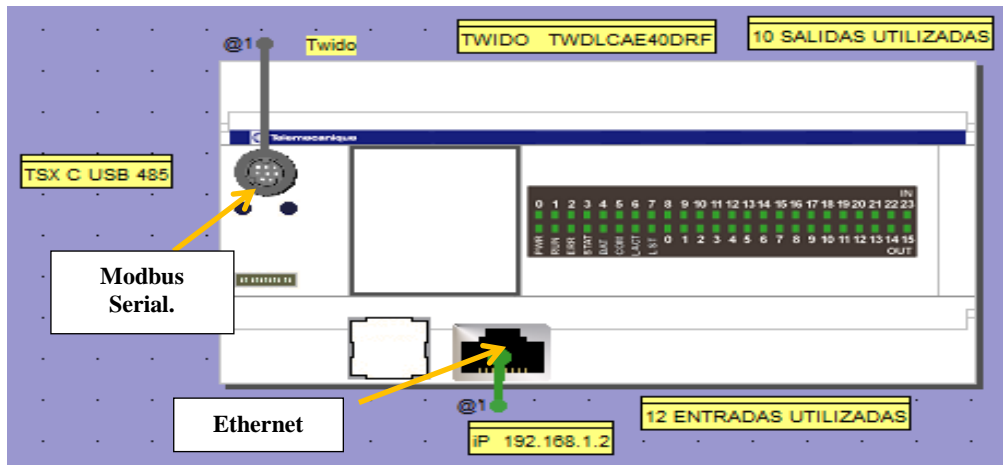 @1
Twido
TWIDO TWDLCAE40DRF
10 SALIDAS UTILIZADAS
Telemecanique
TSX C USB 485
IN
0 1 2 3 4 5 6 7 8 9 10 11 12 13 14 15 16 17 18 19 20 21 22 23
PWR RUN ERR STAT BAT COM LACT LST 0 1 2 3 4 5 6 7 8 9 10 11 12 13 14 15
OUT
Modbus
Serial.
Ethernet
@1
12 ENTRADAS UTILIZADAS
iP 192.168.1.2